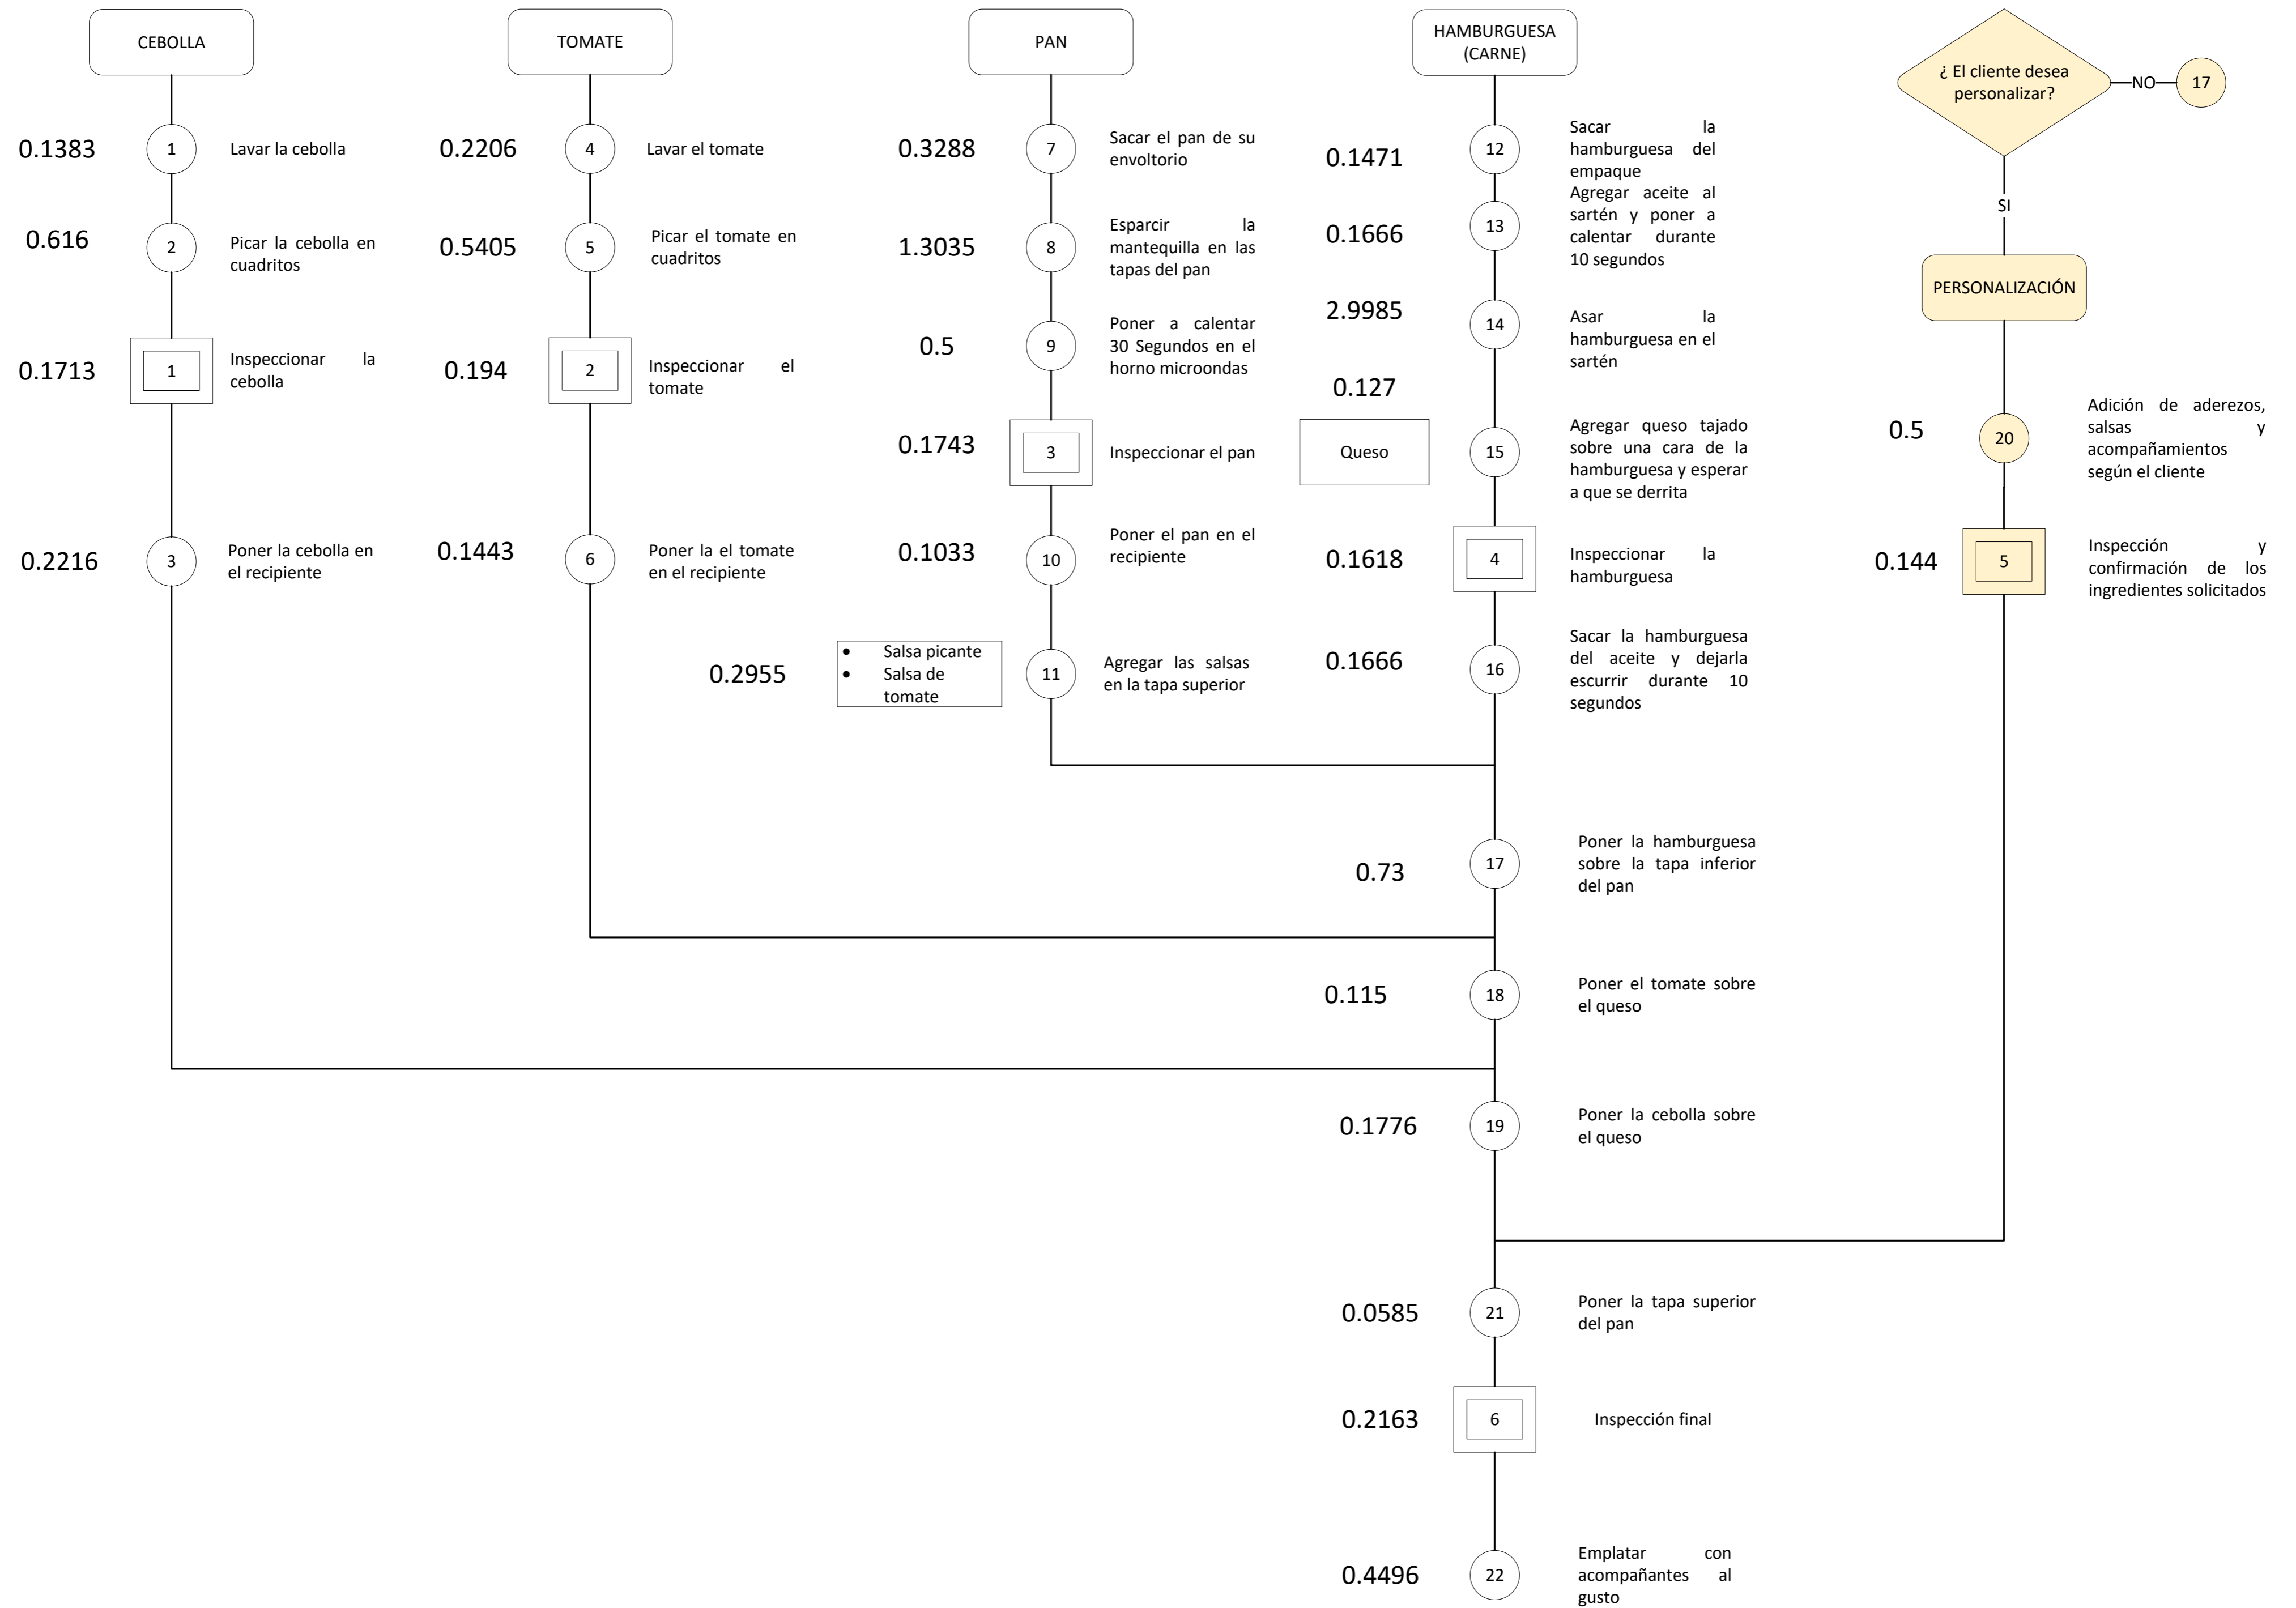 CEBOLLA
0.1383
1
Lavar la cebolla
0.616
2
Picar la cebolla en
cuadritos
0.1713
1
Inspeccionar la
cebolla
0.2216
3
Poner la cebolla en
el recipiente
TOMATE
0.2206
4
Lavar el tomate
0.5405
5
Picar el tomate en
cuadritos
0.194
2
Inspeccionar el
tomate
0.1443
6
Poner la el tomate
en el recipiente
PAN
0.3288
7
Sacar el pan de su
envoltorio
1.3035
8
Esparcir la
mantequilla en las
tapas del pan
0.5
9
Poner a calentar
30 Segundos en el
horno microondas
0.1743
3
Inspeccionar el pan
0.1033
10
Poner el pan en el
recipiente
0.2955
• Salsa picante
• Salsa de
tomate
11
Agregar las salsas
en la tapa superior
HAMBURGUESA
(CARNE)
0.1471
12
Sacar la
hamburguesa del
empaque
0.1666
13
Agregar aceite al
sartén y poner a
calentar durante
10 segundos
2.9985
14
Asar la
hamburguesa en el
sartén
0.127
Queso
15
Agregar queso tajado
sobre una cara de la
hamburguesa y esperar
a que se derrita
0.1618
4
Inspeccionar la
hamburguesa
0.1666
16
Sacar la hamburguesa
del aceite y dejarla
escurrir durante 10
segundos
0.73
17
Poner la hamburguesa
sobre la tapa inferior
del pan
0.115
18
Poner el tomate sobre
el queso
0.1776
19
Poner la cebolla sobre
el queso
¿ El cliente desea
personalizar?
NO
17
SI
PERSONALIZACIÓN
0.5
20
Adición de aderezos,
salsas y
acompañamientos
según el cliente
0.144
5
Inspección y
confirmación de los
ingredientes solicitados
0.0585
21
Poner la tapa superior
del pan
0.2163
6
Inspección final
0.4496
22
Emplatar con
acompañantes al
gusto